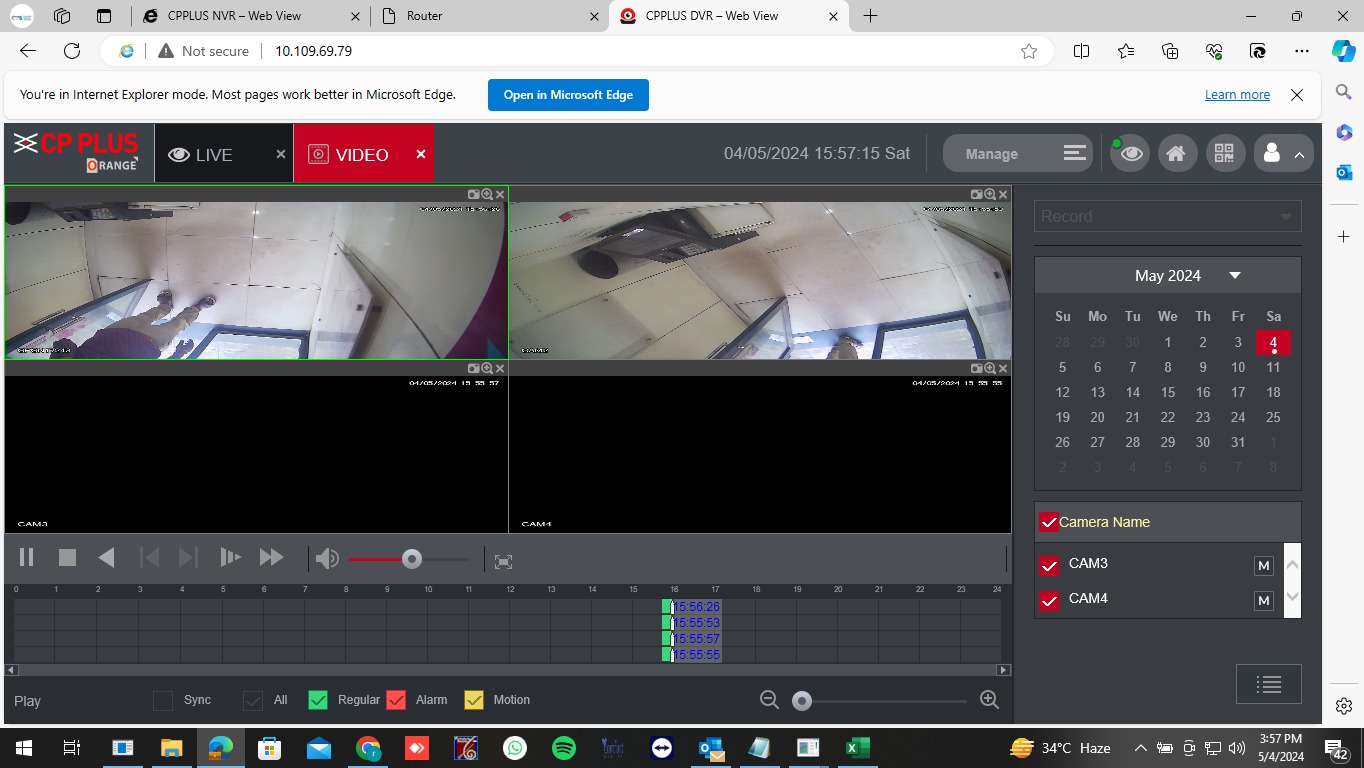 CPPLUS NVR – Web View
Router
CPPLUS DVR – Web View
Not secure
10.109.69.79
You're in Internet Explorer mode. Most pages work better in Microsoft Edge.
Open in Microsoft Edge
Learn more
CP PLUS
ORANGE
LIVE
VIDEO
04/05/2024 15:57:15 Sat
Manage
Record
May 2024
Su Mo Tu We Th Fr Sa
28 29 30 1 2 3 4
5 6 7 8 9 10 11
12 13 14 15 16 17 18
19 20 21 22 23 24 25
26 27 28 29 30 31 1
2 3 4 5 6 7 8
04/05/2024 15 55 57
04/05/2024 15 55 55
CAM3
CAM4
Camera Name
CAM3 M
CAM4 M
0 1 2 3 4 5 6 7 8 9 10 11 12 13 14 15 16 17 18 19 20 21 22 23 24
15:56:26
15:55:53
15:55:57
15:55:55
Play
Sync
All
Regular
Alarm
Motion
34°C Haze
3:57 PM
5/4/2024
42